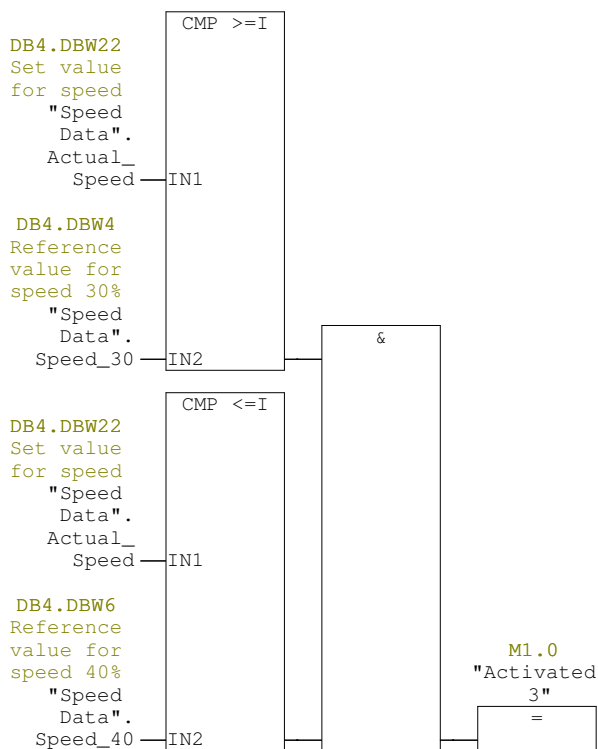 CMP >=I
DB4.DBW22
Set value
for speed
"Speed
Data".
Actual_
Speed
IN1
DB4.DBW4
Reference
value for
speed 30%
"Speed
Data".
Speed_30
IN2
&
CMP <=I
DB4.DBW22
Set value
for speed
"Speed
Data".
Actual_
Speed
IN1
DB4.DBW6
Reference
value for
speed 40%
"Speed
Data".
Speed_40
IN2
M1.0
"Activated
3"
=